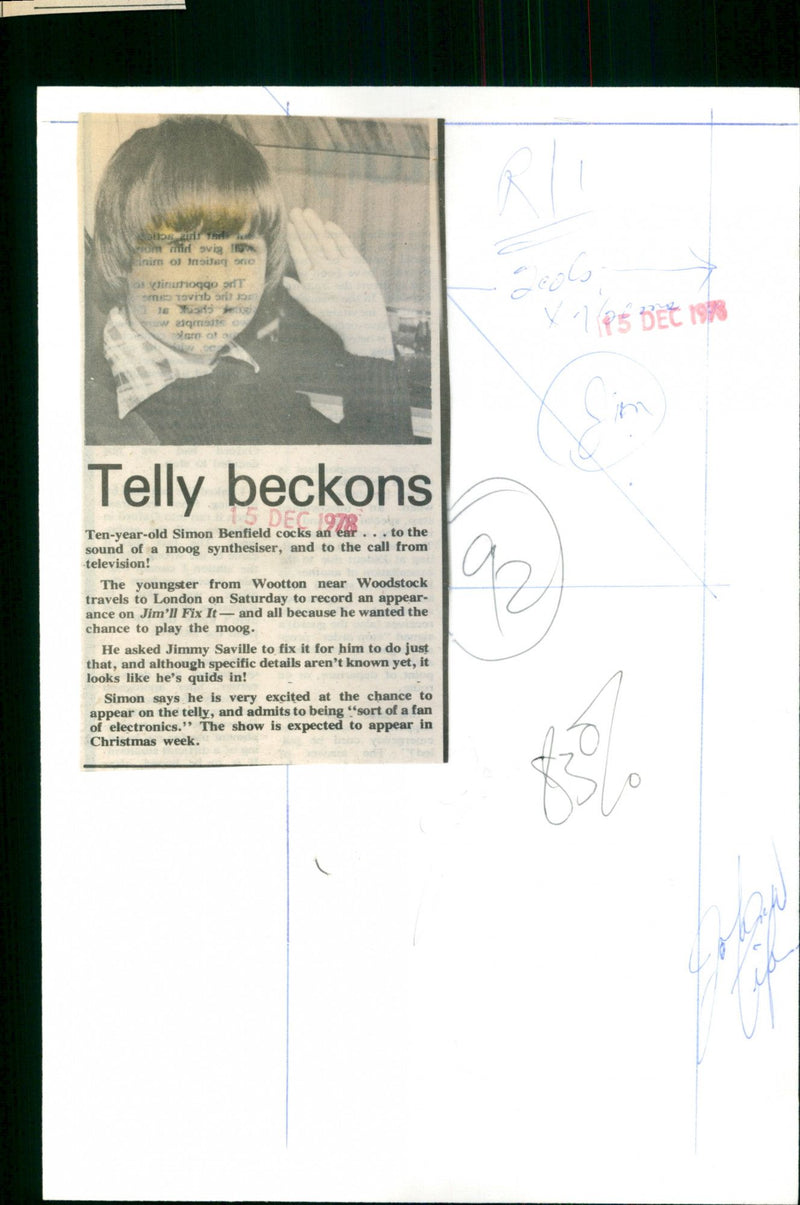 R/1
15 DEC 1978
92
83%
Telly beckons
15 DEC 1978
Ten-year-old Simon Benfield cocks an ear . . . to the
sound of a moog synthesiser, and to the call from
television!
The youngster from Wootton near Woodstock
travels to London on Saturday to record an appear-
ance on Jim'll Fix It — and all because he wanted the
chance to play the moog.
He asked Jimmy Saville to fix it for him to do just
that, and although specific details aren't known yet, it
looks like he's quids in!
Simon says he is very excited at the chance to
appear on the telly, and admits to being "sort of a fan
of electronics." The show is expected to appear in
Christmas week.